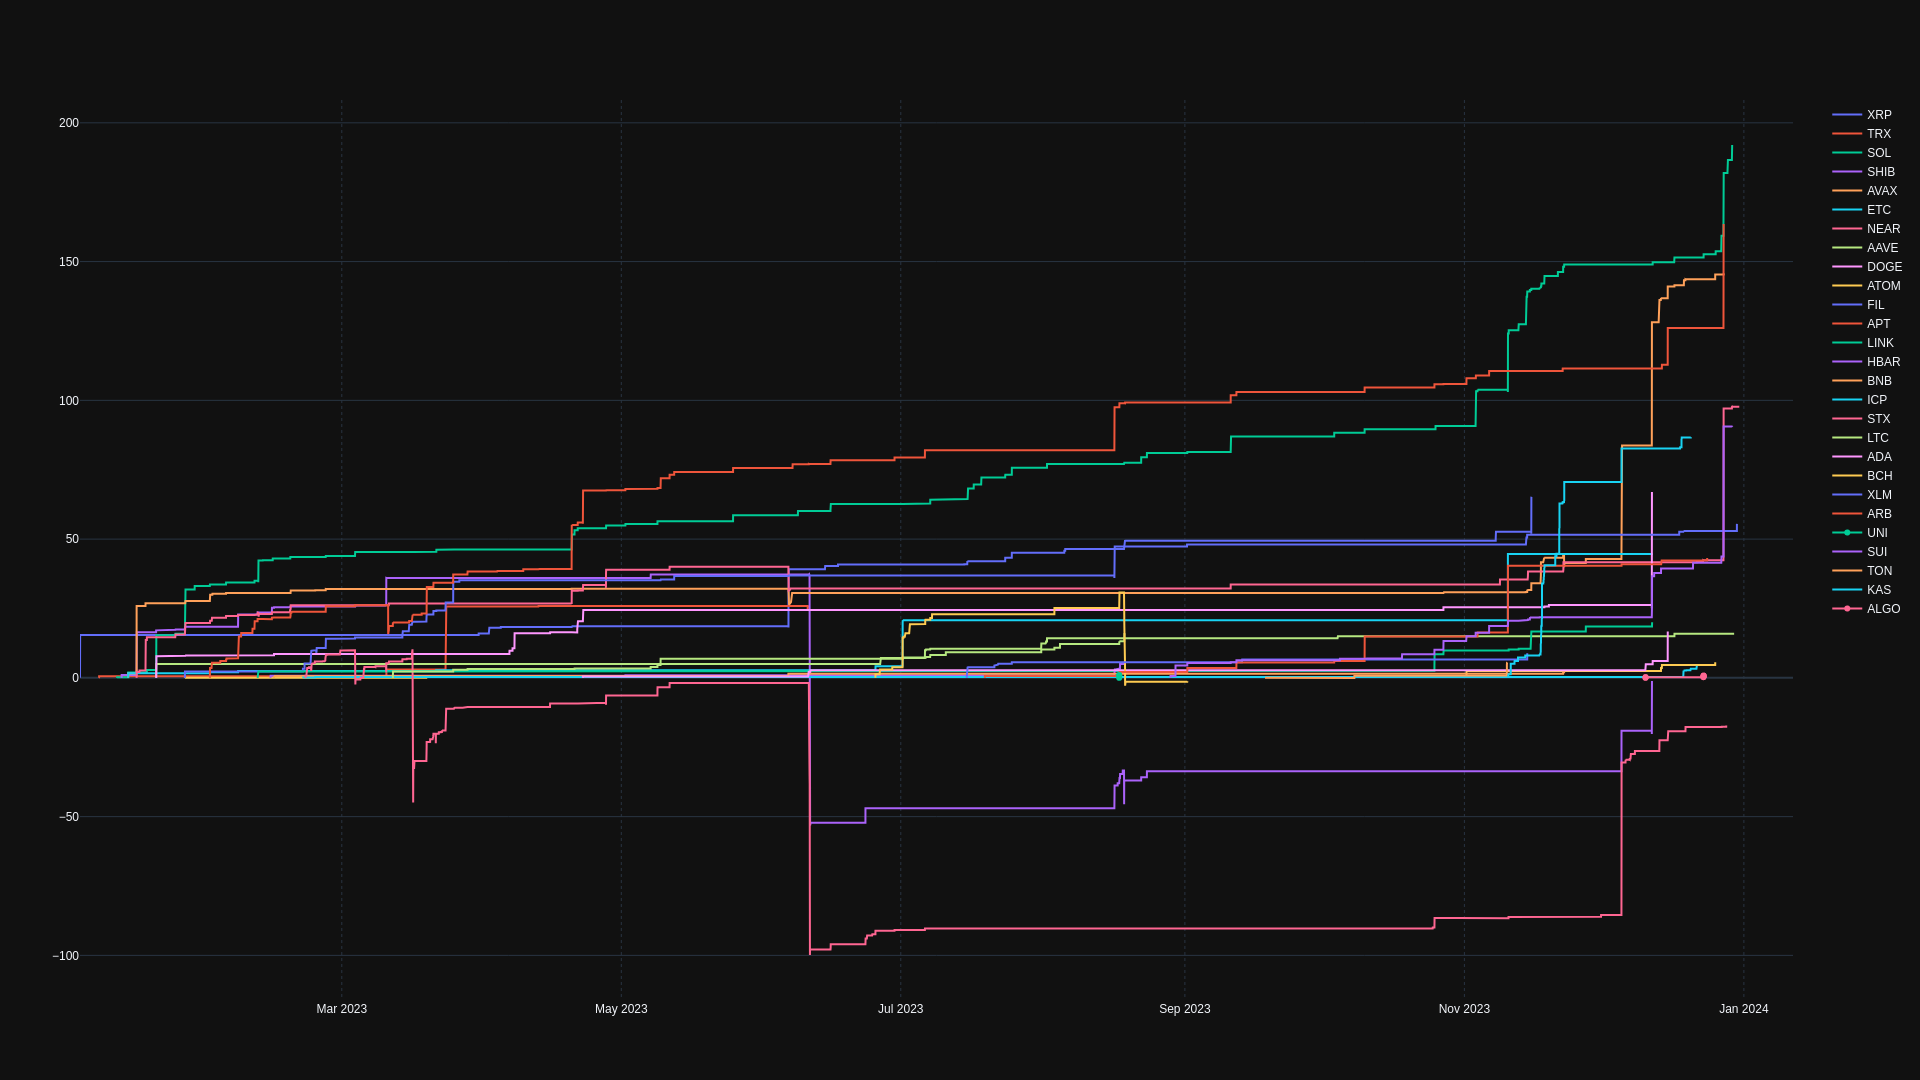 200
150
100
50
0
−50
−100
Mar 2023
May 2023
Jul 2023
Sep 2023
Nov 2023
Jan 2024
XRP
TRX
SOL
SHIB
AVAX
ETC
NEAR
AAVE
DOGE
ATOM
FIL
APT
LINK
HBAR
BNB
ICP
STX
LTC
ADA
BCH
XLM
ARB
UNI
SUI
TON
KAS
ALGO